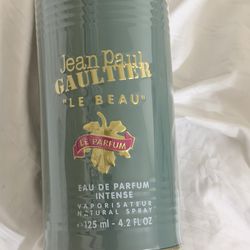 Jean Paul
GAULTIER
"LE BEAU"
LE PARFUM
EAU DE PARFUM
INTENSE
VAPORISATEUR
NATURAL SPRAY
e 125 ml - 4.2 FL OZ